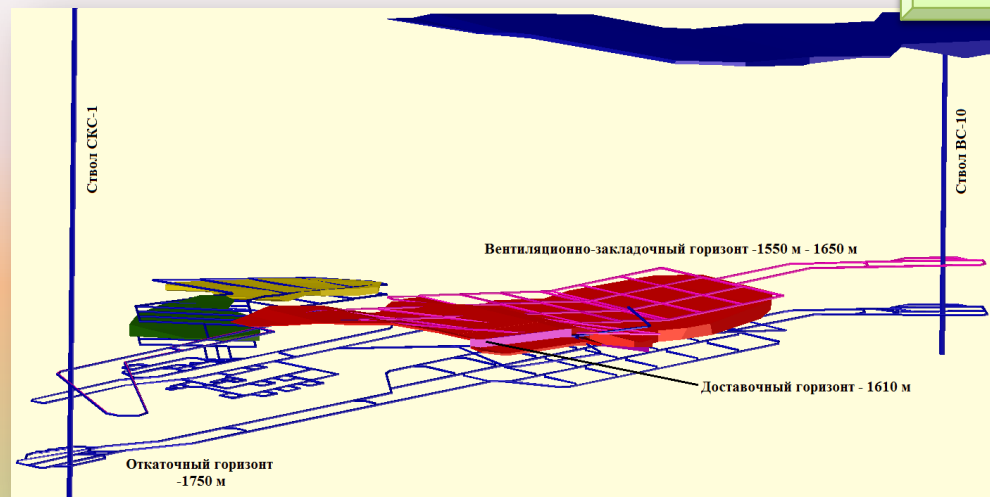 Ствол СКС-1
Ствол ВС-10
Вентиляционно-закладочный горизонт -1550 м - 1650 м
Доставочный горизонт - 1610 м
Откаточный горизонт
-1750 м